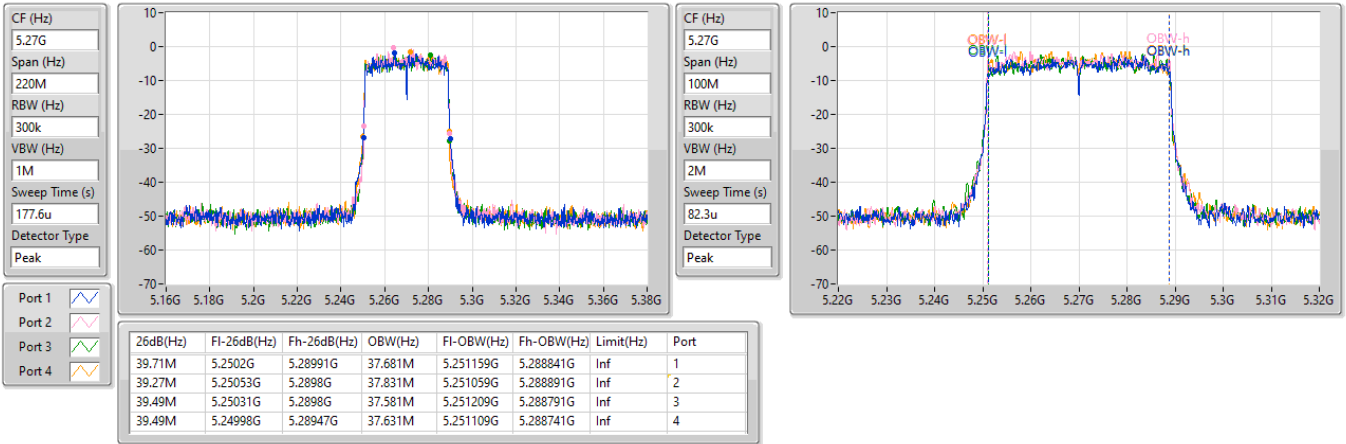 CF (Hz)
5.27G
Span (Hz)
220M
RBW (Hz)
300k
VBW (Hz)
1M
Sweep Time (s)
177.6u
Detector Type
Peak
10-
0-
-10-
-20-
-30-
-40-
-50-
-60-
-70-
5.16G 5.18G 5.2G 5.22G 5.24G 5.26G 5.28G 5.3G 5.32G 5.34G 5.36G 5.38G
CF (Hz)
5.27G
Span (Hz)
100M
RBW (Hz)
300k
VBW (Hz)
2M
Sweep Time (s)
82.3u
Detector Type
Peak
10-
0-
-10-
-20-
-30-
-40-
-50-
-60-
-70-
OBW-l OBW-h
OBW-l OBW-h
5.22G 5.23G 5.24G 5.25G 5.26G 5.27G 5.28G 5.29G 5.3G 5.31G 5.32G
Port 1
Port 2
Port 3
Port 4
26dB(Hz) Fl-26dB(Hz) Fh-26dB(Hz) OBW(Hz) Fl-OBW(Hz) Fh-OBW(Hz) Limit(Hz) Port
39.71M 5.2502G 5.28991G 37.681M 5.251159G 5.288841G Inf 1
39.27M 5.25053G 5.2898G 37.831M 5.251059G 5.288891G Inf 2
39.49M 5.25031G 5.2898G 37.581M 5.251209G 5.288791G Inf 3
39.49M 5.24998G 5.28947G 37.631M 5.251109G 5.288741G Inf 4